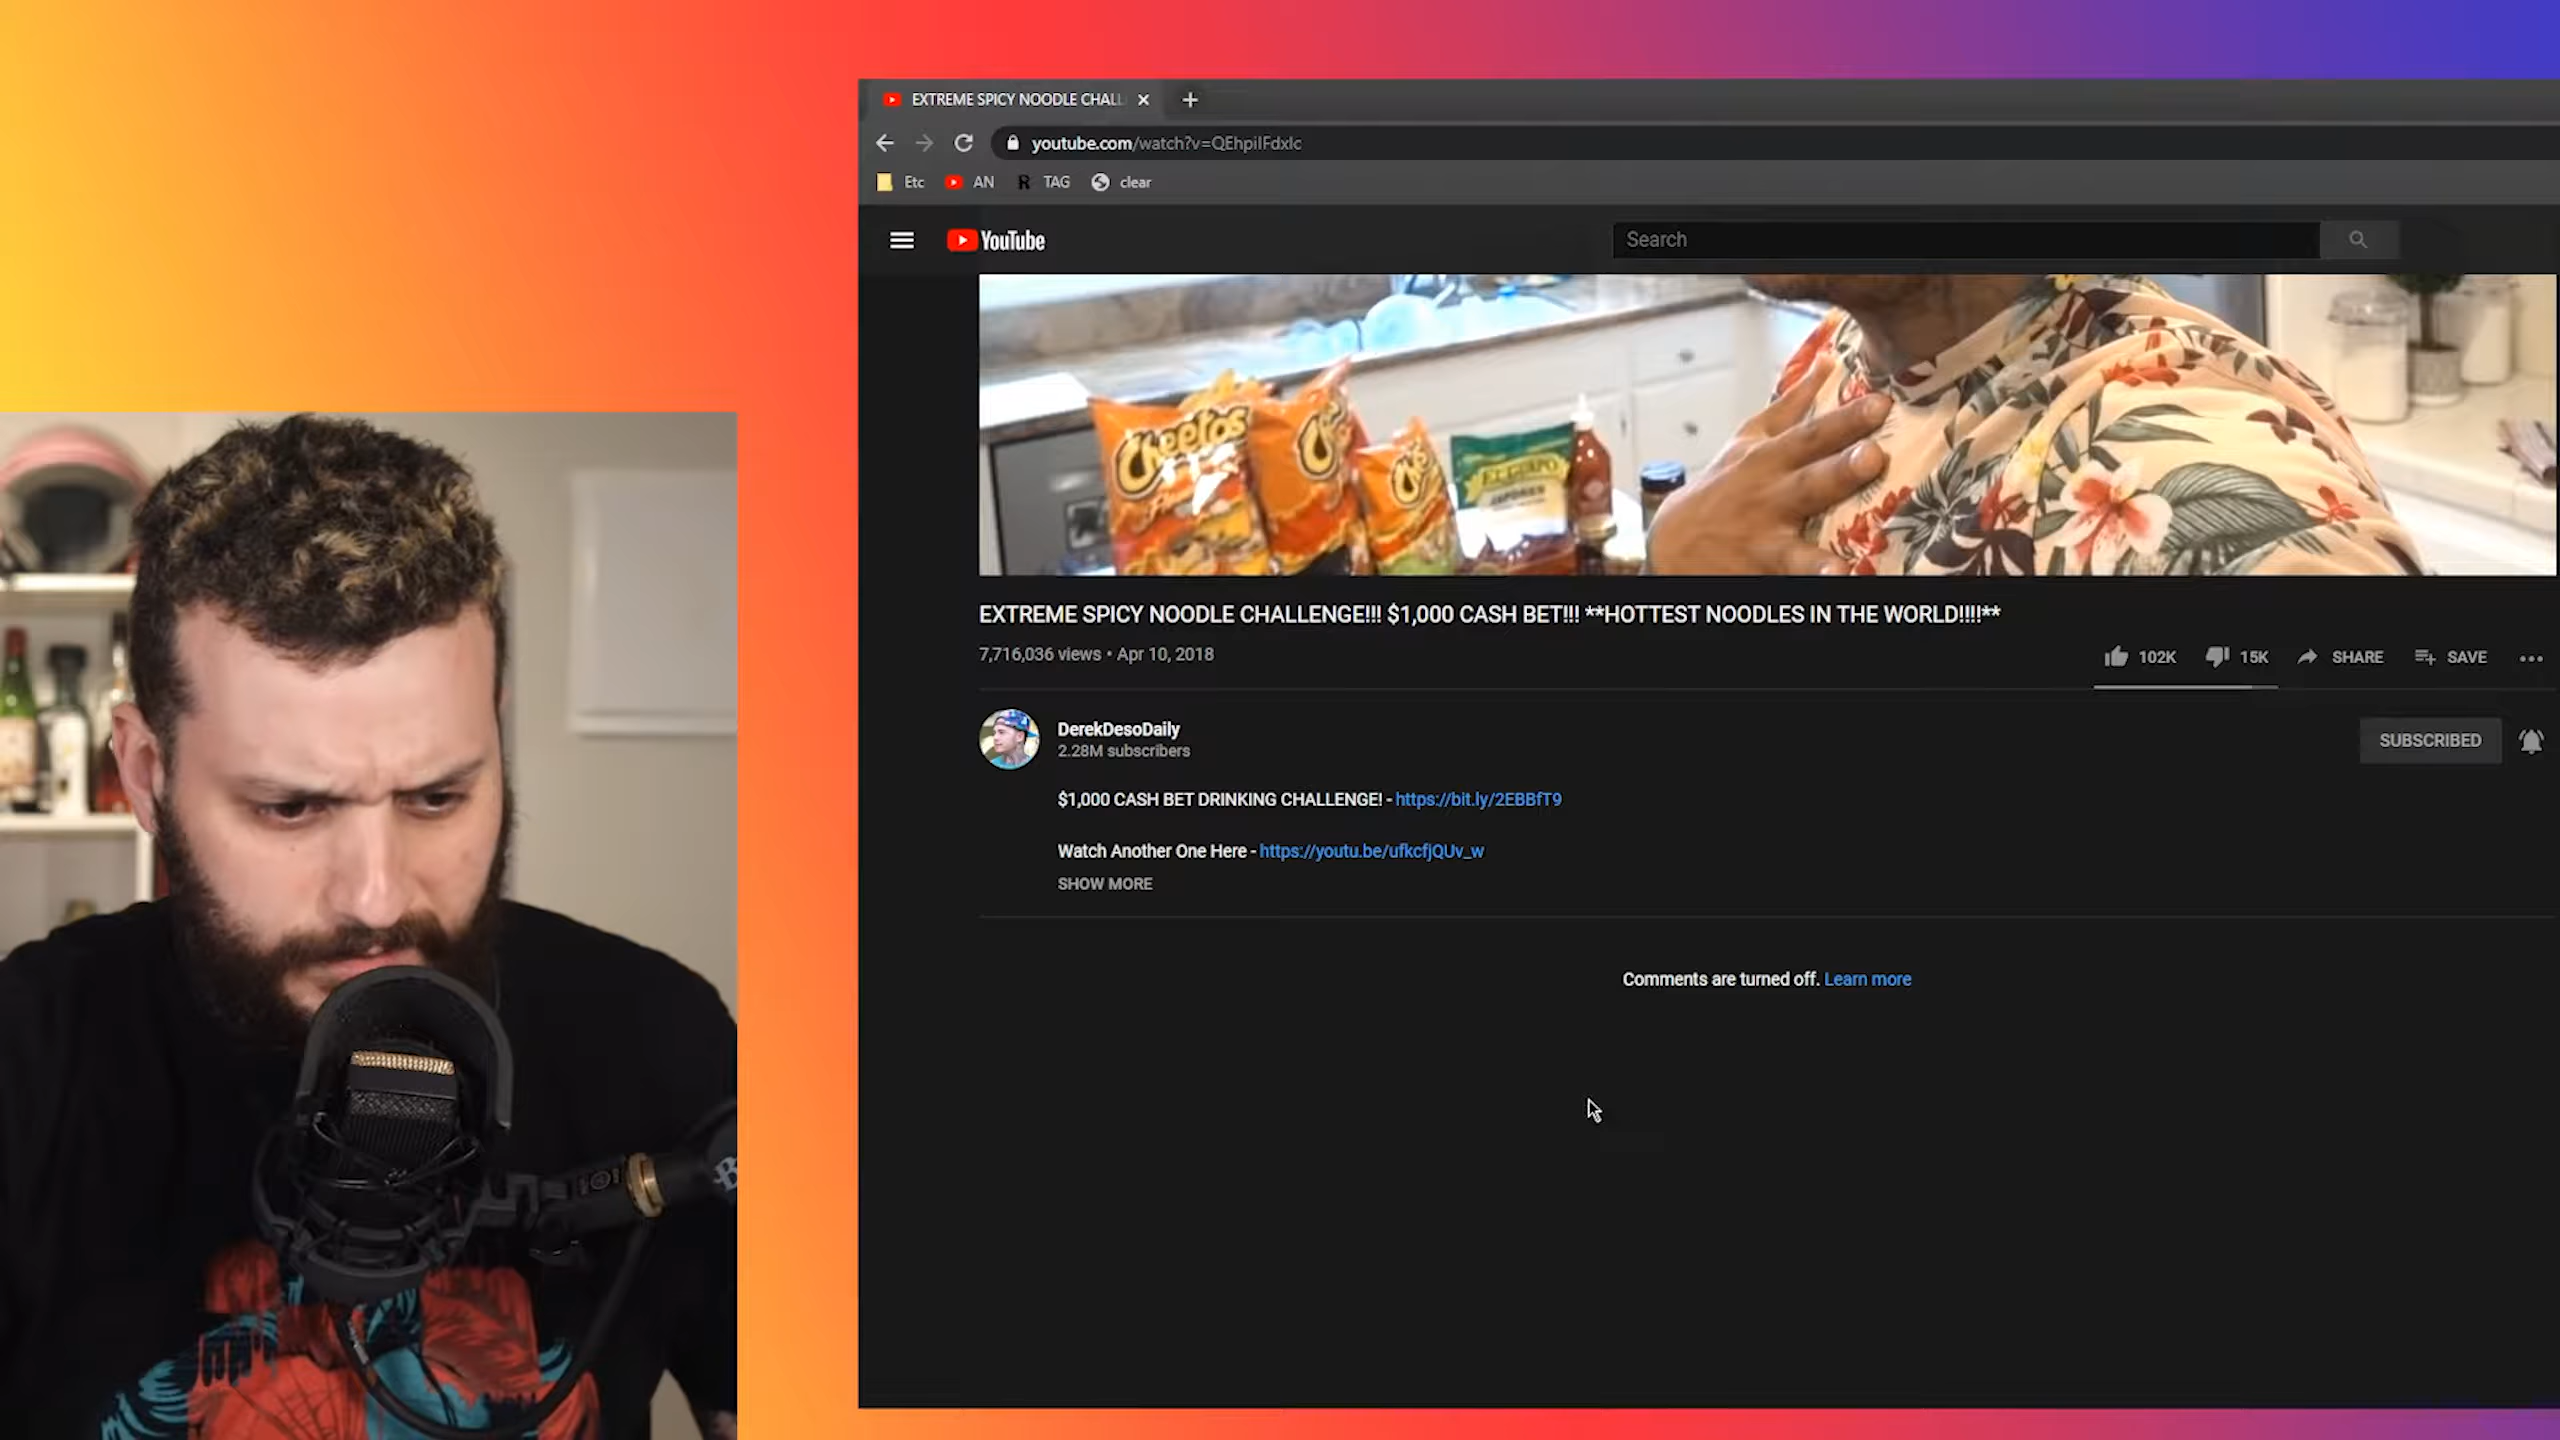 EXTREME SPICY NOODLE CHALL
youtube.com/watch?v=QEhpiIFdxIc
Etc
AN
TAG
clear
YouTube
Search
Cheetos
EL GUAPO
EXTREME SPICY NOODLE CHALLENGE!!! $1,000 CASH BET!!! **HOTTEST NOODLES IN THE WORLD!!!!**
7,716,036 views • Apr 10, 2018
102K
15K
SHARE
SAVE
DerekDesoDaily
2.28M subscribers
SUBSCRIBED
$1,000 CASH BET DRINKING CHALLENGE! - https://bit.ly/2EBBfT9
Watch Another One Here - https://youtu.be/ufkcfjQUv_w
SHOW MORE
Comments are turned off. Learn more